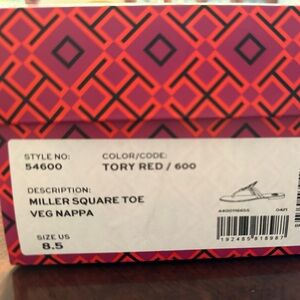 STYLE NO: COLOR/CODE:
54600 TORY RED / 600
DESCRIPTION:
MILLER SQUARE TOE
VEG NAPPA
SIZE US
8.5